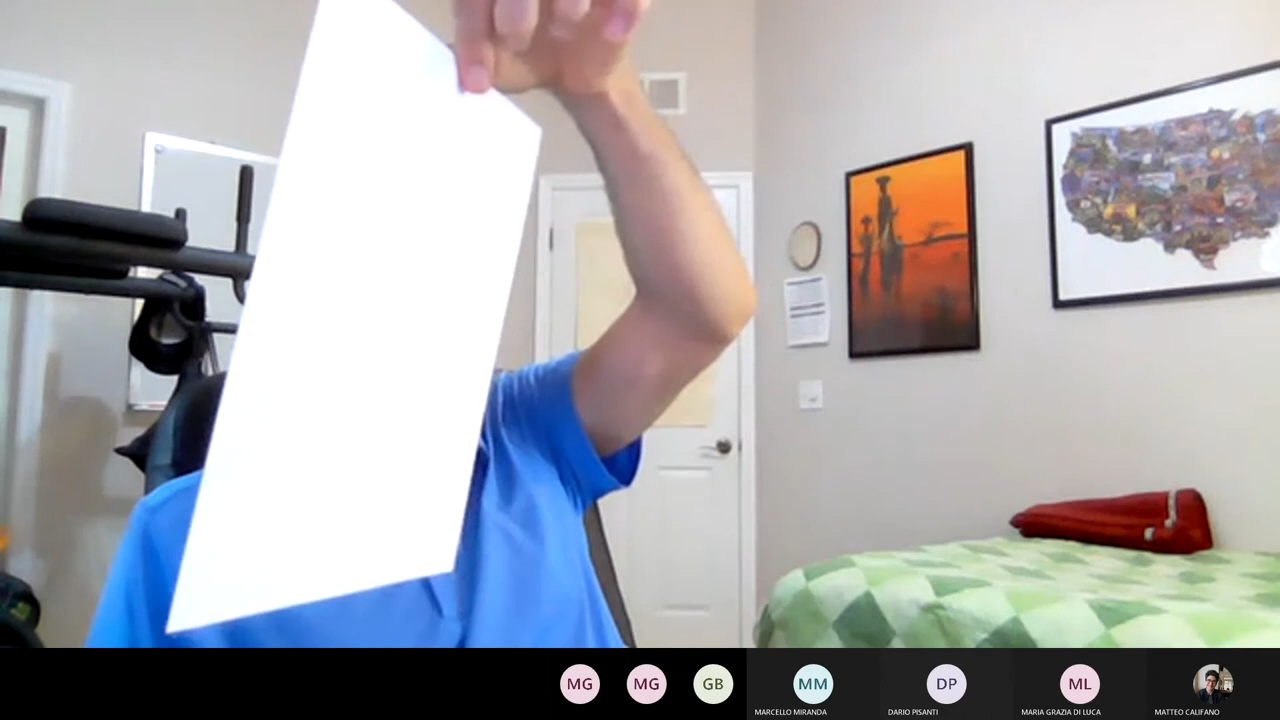 MG
MG
GB
MM
DP
ML
MARCELLO MIRANDA
DARIO PISANTI
MARIA GRAZIA DI LUCA
MATTEO CALIFANO